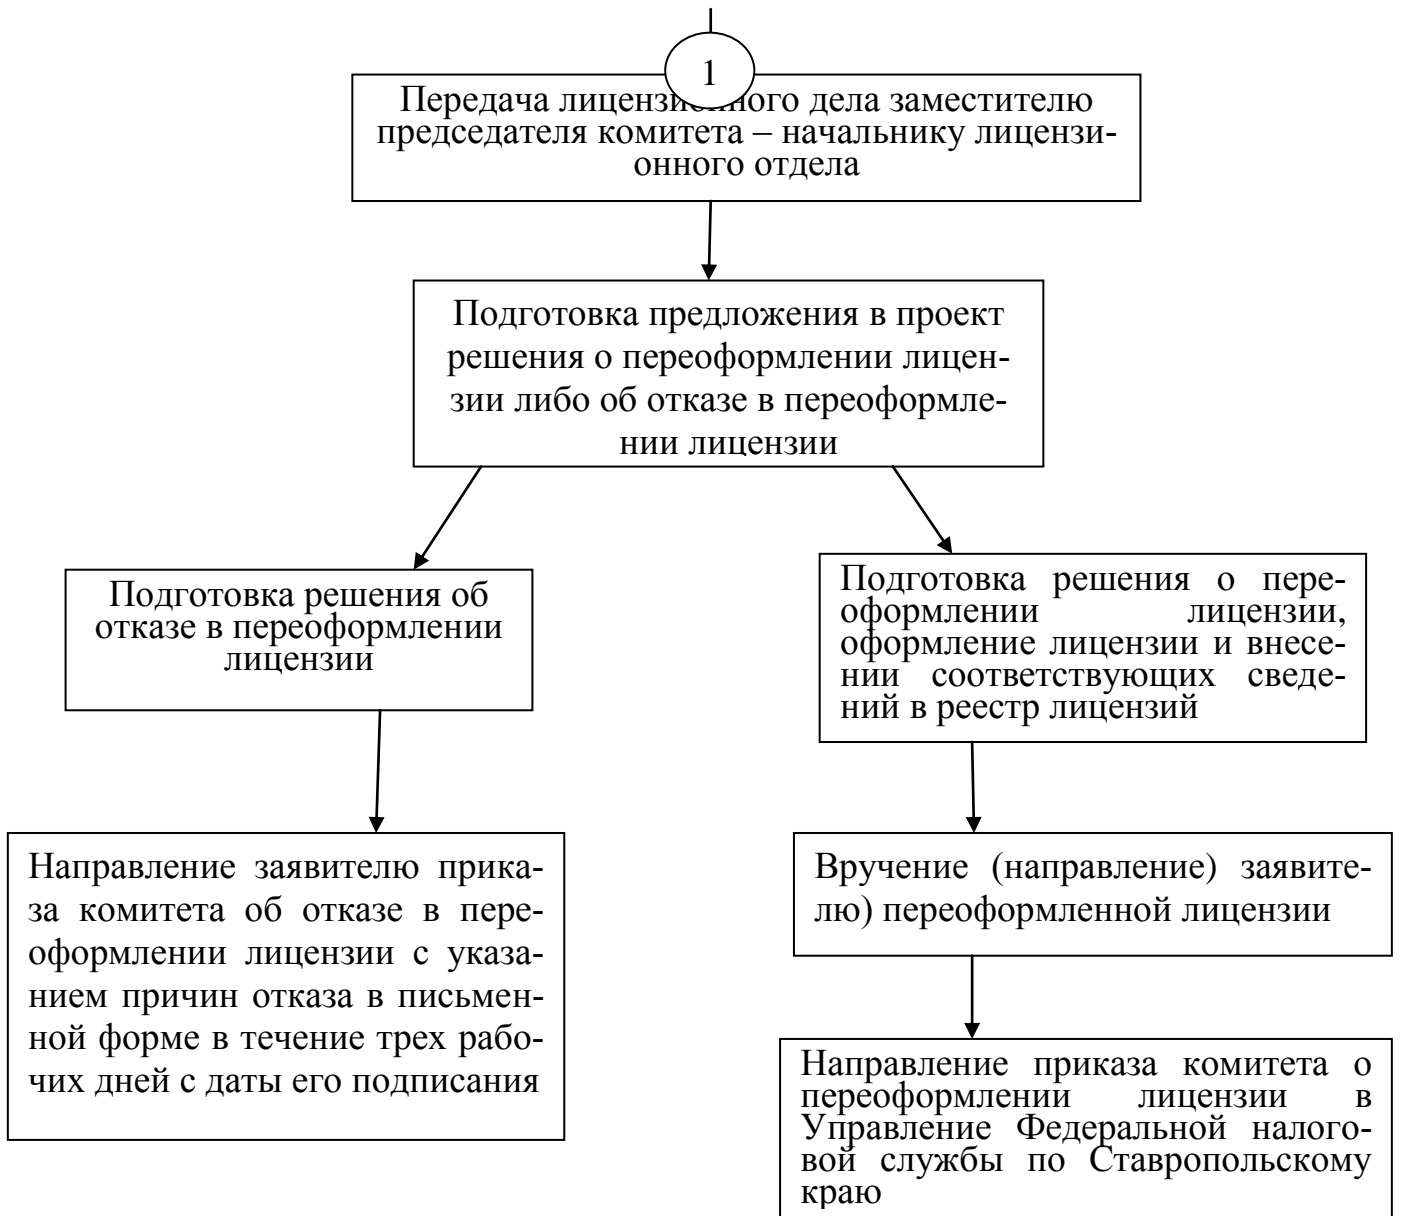 1
Передача лицензионного дела заместителю
председателя комитета – начальнику лицензи-
онного отдела
Подготовка предложения в проект
решения о переоформлении лицен-
зии либо об отказе в переоформле-
нии лицензии
Подготовка решения об
отказе в переоформлении
лицензии
Подготовка решения о пере-
оформлении лицензии,
оформление лицензии и внесе-
нии соответствующих сведе-
ний в реестр лицензий
Направление заявителю прика-
за комитета об отказе в пере-
оформлении лицензии с указа-
нием причин отказа в письмен-
ной форме в течение трех рабо-
чих дней с даты его подписания
Вручение (направление) заявите-
лю) переоформленной лицензии
Направление приказа комитета о
переоформлении лицензии в
Управление Федеральной налого-
вой службы по Ставропольскому
краю